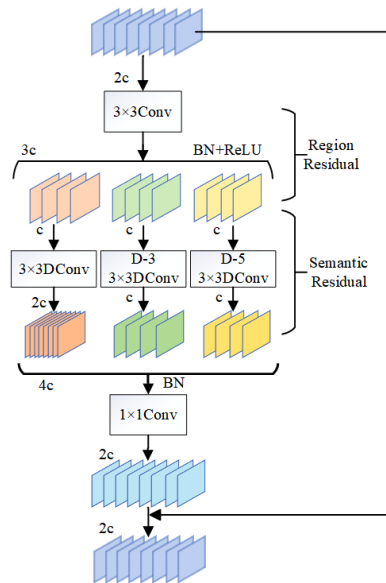 2c
3×3Conv
3c
BN+ReLU
Region
Residual
c
c
c
3×3DConv
D-3
3×3DConv
D-5
3×3DConv
Semantic
Residual
2c
c
c
4c
BN
1×1Conv
2c
2c